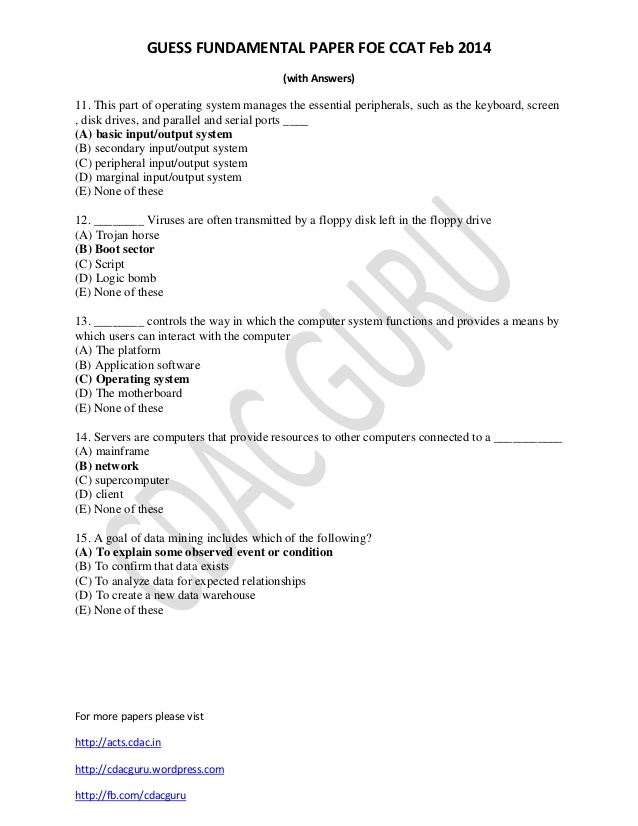 GUESS FUNDAMENTAL PAPER FOE CCAT Feb 2014
(with Answers)
11. This part of operating system manages the essential peripherals, such as the keyboard, screen
, disk drives, and parallel and serial ports ____
(A) basic input/output system
(B) secondary input/output system
(C) peripheral input/output system
(D) marginal input/output system
(E) None of these
12. ________ Viruses are often transmitted by a floppy disk left in the floppy drive
(A) Trojan horse
(B) Boot sector
(C) Script
(D) Logic bomb
(E) None of these
13. ________ controls the way in which the computer system functions and provides a means by
which users can interact with the computer
(A) The platform
(B) Application software
(C) Operating system
(D) The motherboard
(E) None of these
14. Servers are computers that provide resources to other computers connected to a ___________
(A) mainframe
(B) network
(C) supercomputer
(D) client
(E) None of these
15. A goal of data mining includes which of the following?
(A) To explain some observed event or condition
(B) To confirm that data exists
(C) To analyze data for expected relationships
(D) To create a new data warehouse
(E) None of these
CDAC GURU
For more papers please vist
http://acts.cdac.in
http://cdacguru.wordpress.com
http://fb.com/cdacguru